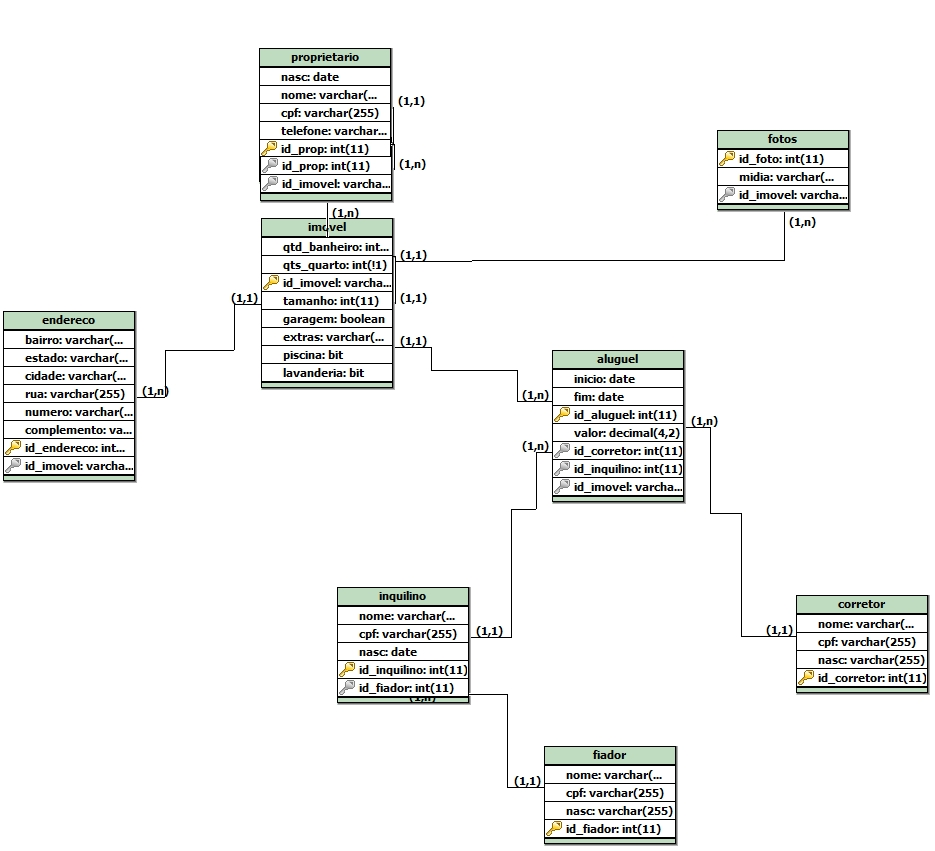 proprietario
nasc: date
nome: varchar(...
cpf: varchar(255)
telefone: varchar...
id_prop: int(11)
id_prop: int(11)
id_imovel: varcha...
(1,1)
(1,n)
(1,n)
fotos
id_foto: int(11)
midia: varchar(...
id_imovel: varcha...
(1,n)
imovel
qtd_banheiro: int...
qts_quarto: int(!1)
id_imovel: varcha...
tamanho: int(11)
garagem: boolean
extras: varchar(...
piscina: bit
lavanderia: bit
(1,1)
(1,1)
(1,1)
(1,1)
endereco
bairro: varchar(...
estado: varchar(...
cidade: varchar(...
rua: varchar(255)
numero: varchar(...
complemento: va...
id_endereco: int...
id_imovel: varcha...
(1,n)
aluguel
inicio: date
fim: date
id_aluguel: int(11)
valor: decimal(4,2)
id_corretor: int(11)
id_inquilino: int(11)
id_imovel: varcha...
(1,n)
(1,n)
(1,n)
inquilino
nome: varchar(...
cpf: varchar(255)
nasc: date
id_inquilino: int(11)
id_fiador: int(11)
(1,n)
(1,1)
corretor
nome: varchar(...
cpf: varchar(255)
nasc: varchar(255)
id_corretor: int(11)
(1,1)
fiador
nome: varchar(...
cpf: varchar(255)
nasc: varchar(255)
id_fiador: int(11)
(1,1)